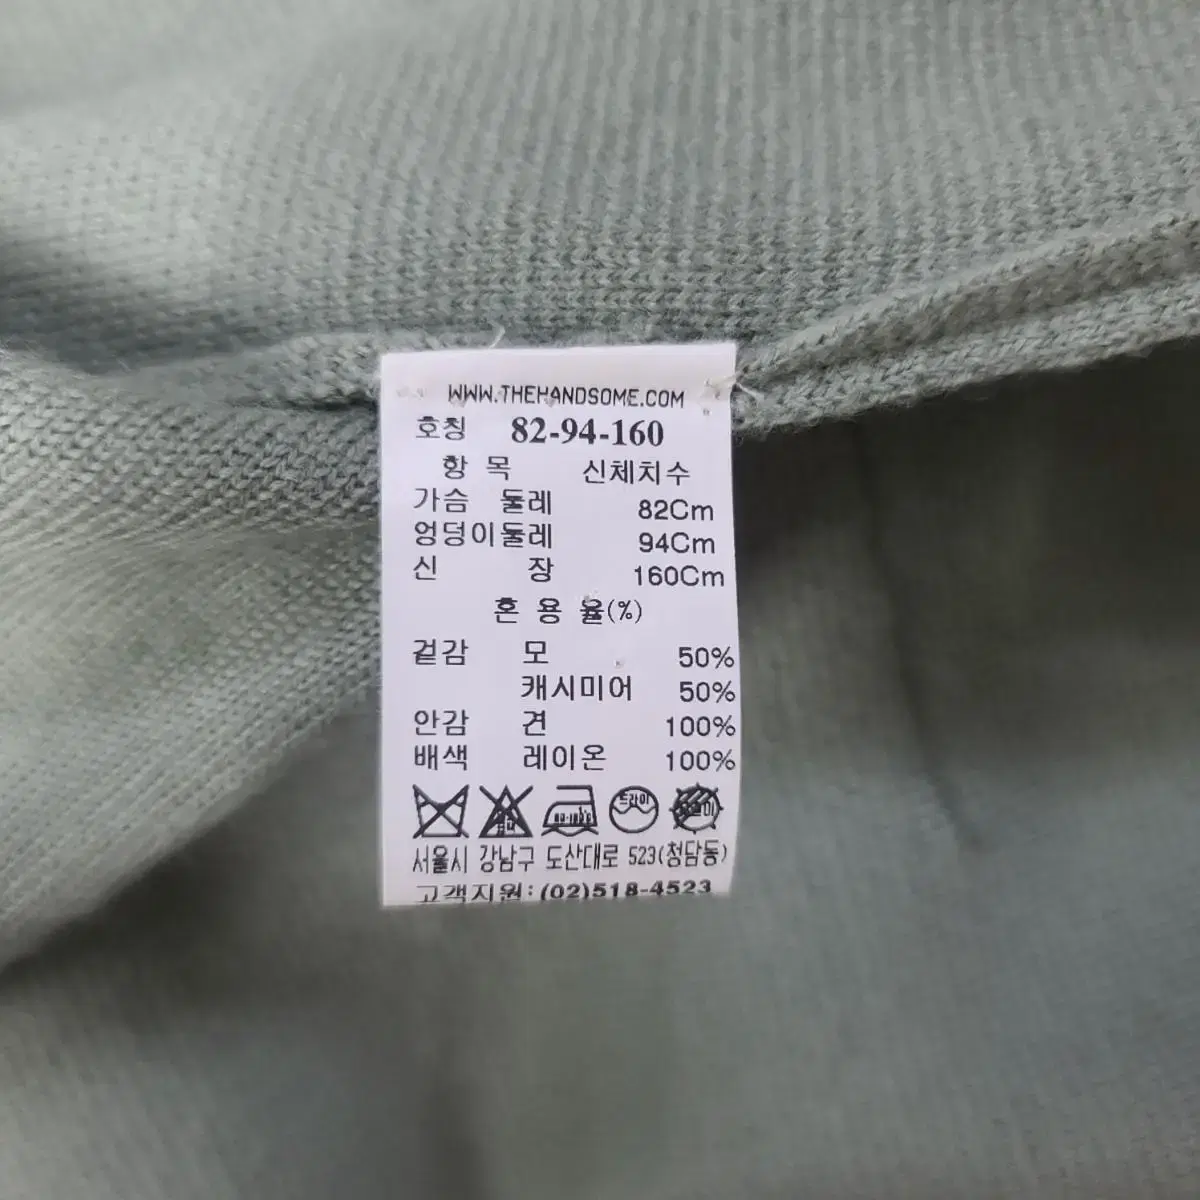 WWW.THEHANDSOME.COM
호칭 82-94-160
항 목 신체치수
가슴 둘레 82Cm
엉덩이둘레 94Cm
신 장 160Cm
혼 용 율(%)
겉감 모 50%
캐시미어 50%
안감 견 100%
배색 레이온 100%
드라이
서울시 강남구 도산대로 523(청담동)
고객지원:(02)518-4523